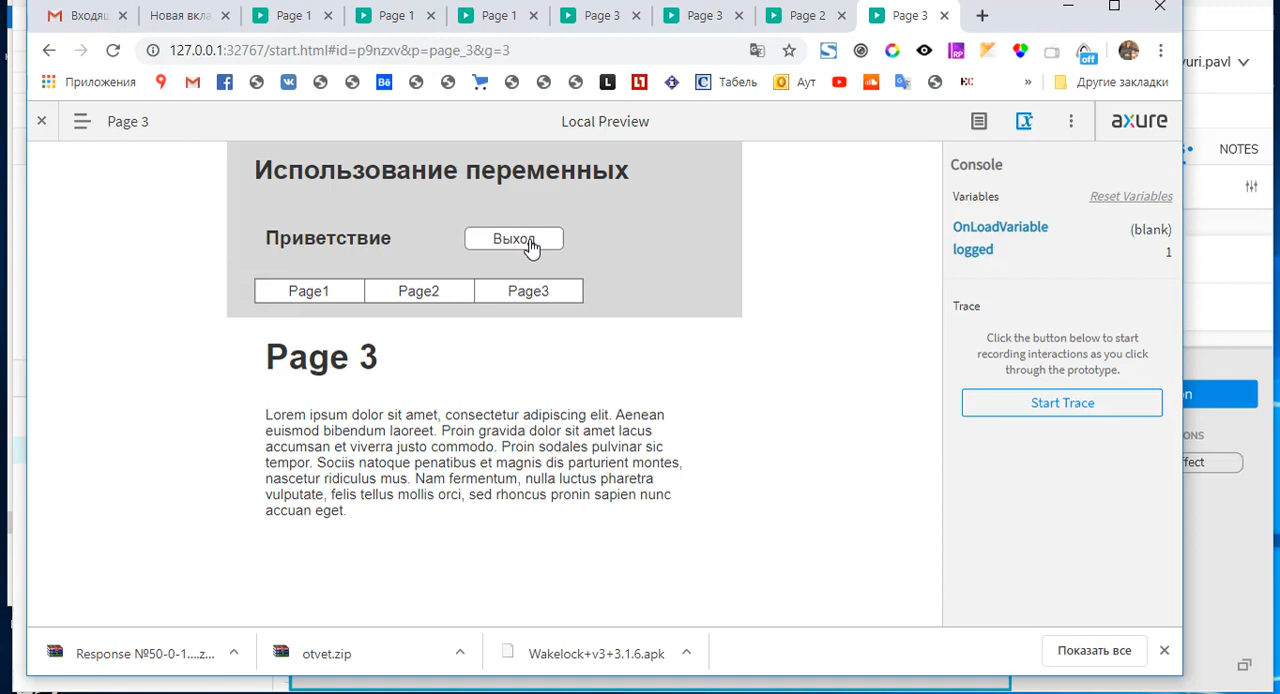 Входящ
Новая вкла
Page 1
Page 1
Page 1
Page 3
Page 3
Page 2
Page 3
127.0.0.1:32767/start.html#id=p9nzxv&p=page_3&g=3
off
Приложения
Табель
Аут
ЕС
»
Другие закладки
uri.pavl
Page 3
Local Preview
axure
NOTES
Использование переменных
Приветствие
Выход
Page1
Page2
Page3
Page 3
Lorem ipsum dolor sit amet, consectetur adipiscing elit. Aenean
euismod bibendum laoreet. Proin gravida dolor sit amet lacus
accumsan et viverra justo commodo. Proin sodales pulvinar sic
tempor. Sociis natoque penatibus et magnis dis parturient montes,
nascetur ridiculus mus. Nam fermentum, nulla luctus pharetra
vulputate, felis tellus mollis orci, sed rhoncus pronin sapien nunc
accuan eget.
Console
Variables
Reset Variables
OnLoadVariable
(blank)
logged
1
Trace
Click the button below to start
recording interactions as you click
through the prototype.
Start Trace
on
ONS
ffect
Response №50-0-1....z...
otvet.zip
Wakelock+v3+3.1.6.apk
Показать все